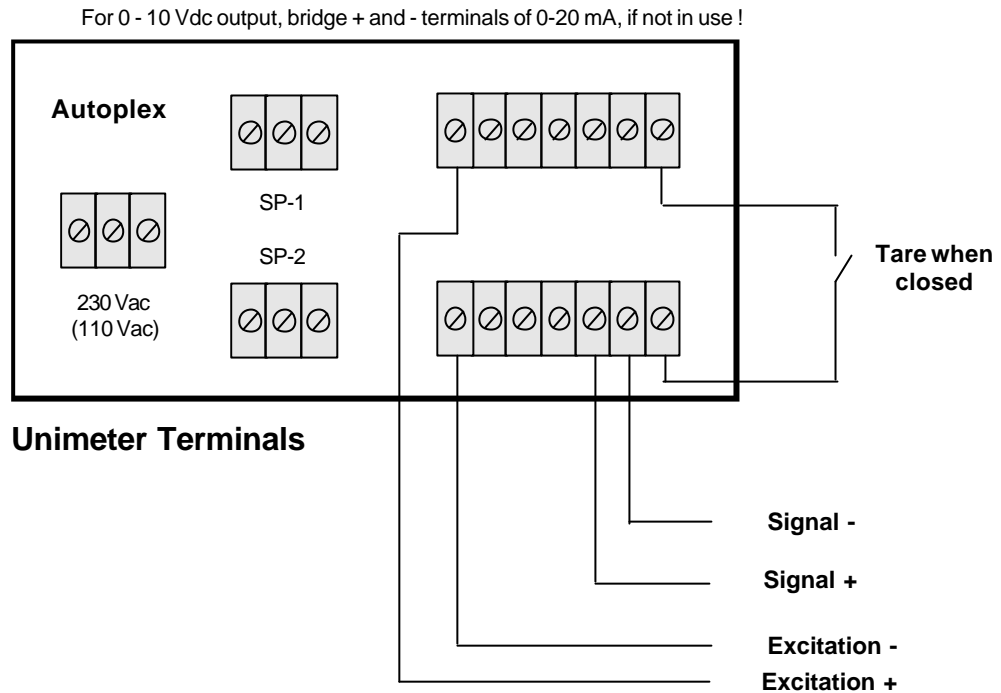 For 0 - 10 Vdc output, bridge + and - terminals of 0-20 mA, if not in use !
Autoplex
SP-1
SP-2
230 Vac
(110 Vac)
Tare when
closed
Unimeter Terminals
Signal -
Signal +
Excitation -
Excitation +